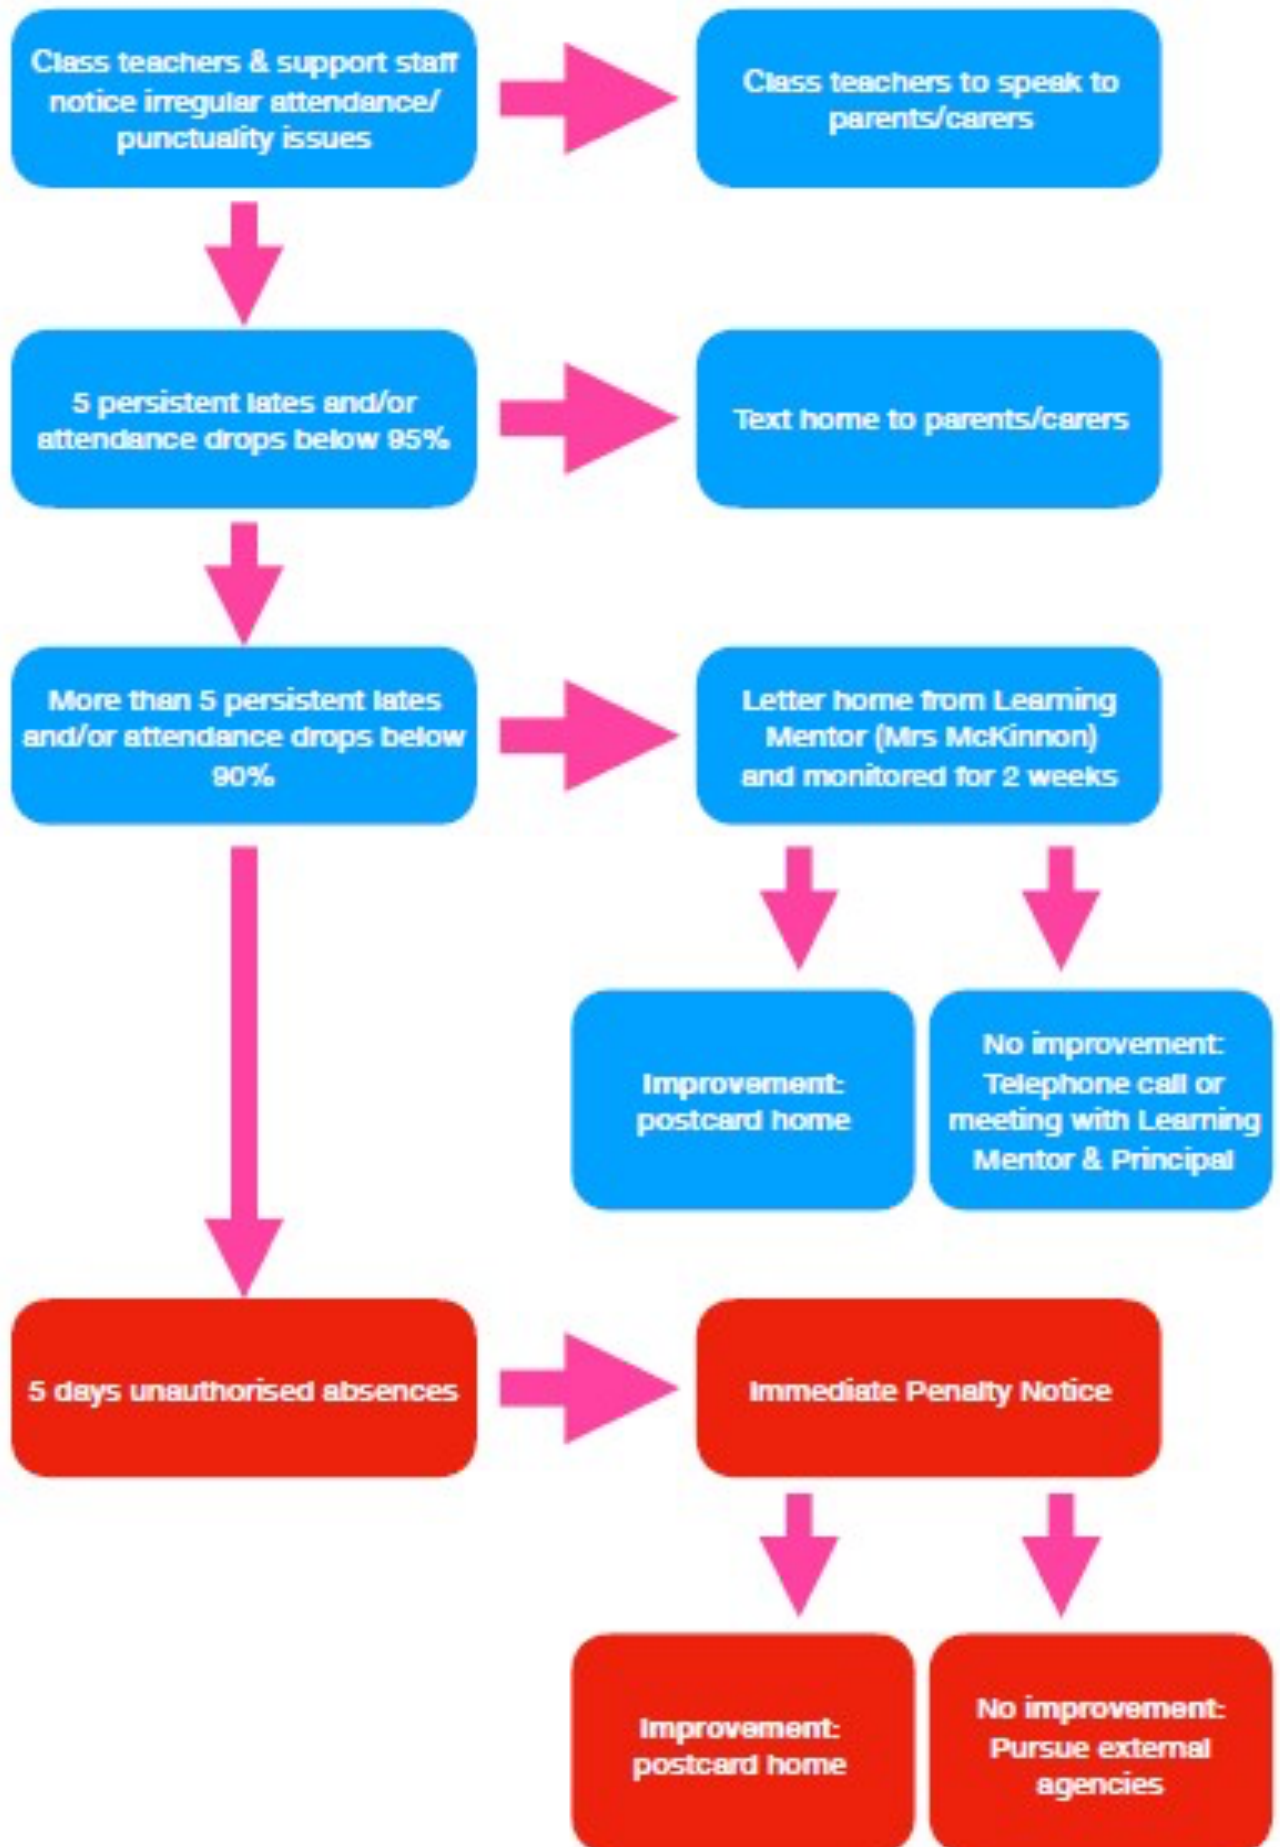 Class teachers & support staff
notice irregular attendance/
punctuality issues
Class teachers to speak to
parents/carers
5 persistent lates and/or
attendance drops below 95%
Text home to parents/carers
More than 5 persistent lates
and/or attendance drops below
90%
Letter home from Learning
Mentor (Mrs McKinnon)
and monitored for 2 weeks
Improvement:
postcard home
No improvement:
Telephone call or
meeting with Learning
Mentor & Principal
5 days unauthorised absences
Immediate Penalty Notice
Improvement:
postcard home
No improvement:
Pursue external
agencies